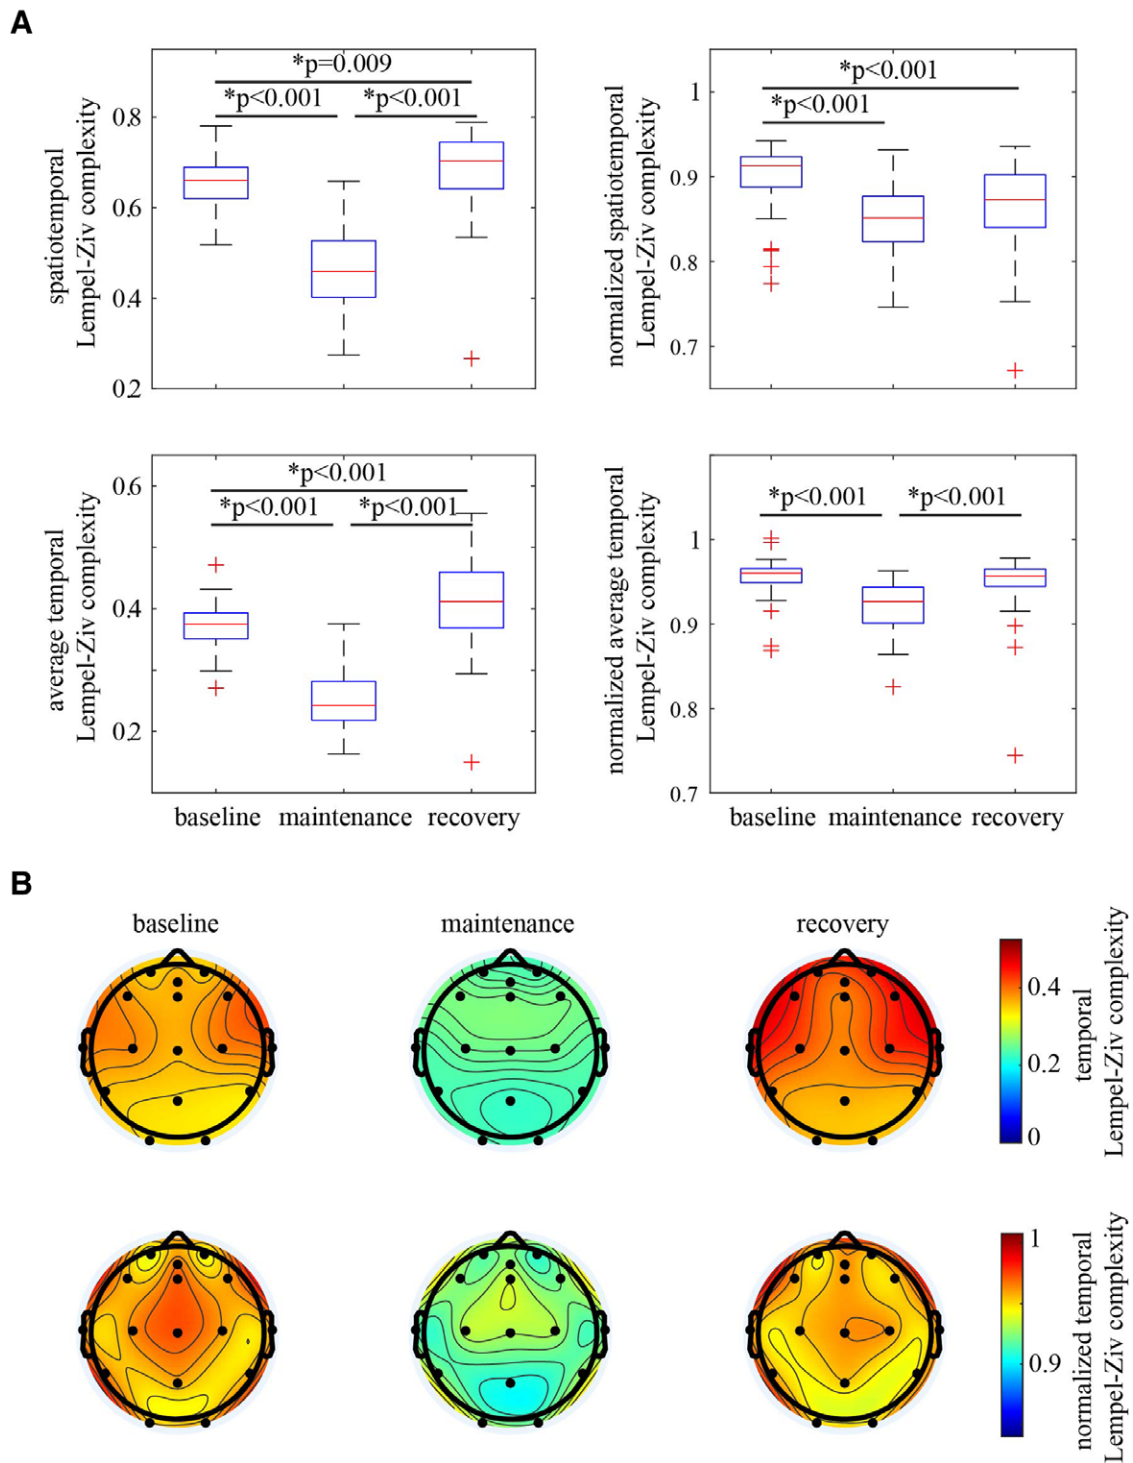 A
*p=0.009
*p<0.001
*p<0.001
0.8
0.6
0.4
0.2
spatiotemporal
Lempel-Ziv complexity
*p<0.001
*p<0.001
1
0.9
0.8
0.7
normalized spatiotemporal
Lempel-Ziv complexity
*p<0.001
*p<0.001
*p<0.001
0.6
0.4
0.2
average temporal
Lempel-Ziv complexity
baseline
maintenance
recovery
*p<0.001
*p<0.001
1
0.9
0.8
0.7
normalized average temporal
Lempel-Ziv complexity
baseline
maintenance
recovery
B
baseline
maintenance
recovery
0.4
0.2
0
temporal
Lempel-Ziv complexity
1
0.9
normalized temporal
Lempel-Ziv complexity